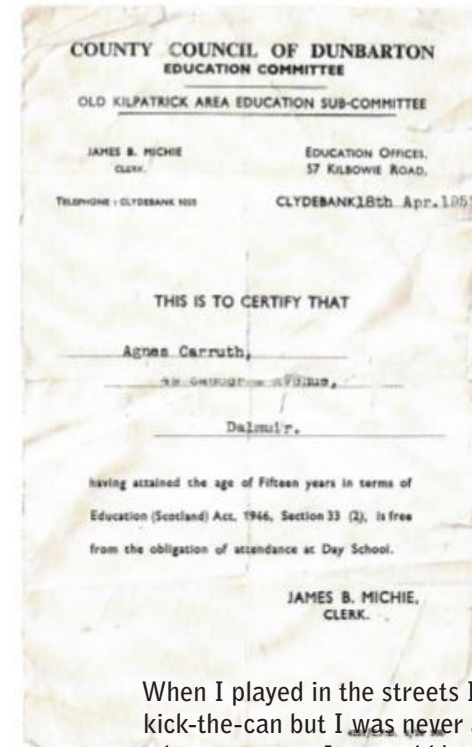 COUNTY COUNCIL OF DUNBARTON
EDUCATION COMMITTEE
OLD KILPATRICK AREA EDUCATION SUB-COMMITTEE
JAMES B. MICHIE
CLERK.
EDUCATION OFFICES,
57 KILBOWIE ROAD,
TELEPHONE : CLYDEBANK
CLYDEBANK 18th Apr.
THIS IS TO CERTIFY THAT
Agnes Carruth,
Dalmuir.
having attained the age of Fifteen years in terms of
Education (Scotland) Act, 1946, Section 33 (2), is free
from the obligation of attendance at Day School.
JAMES B. MICHIE,
CLERK.
When I played in the streets I
kick-the-can but I was never